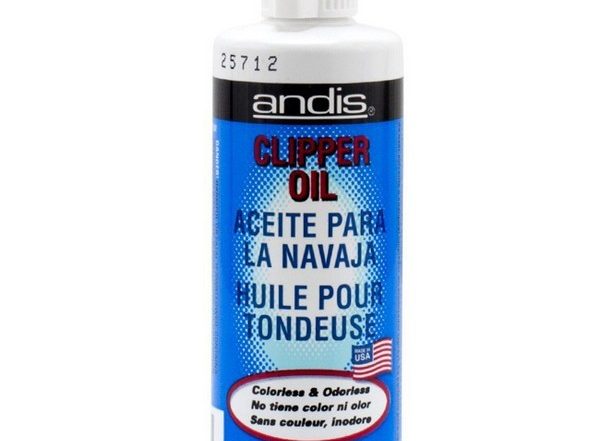 25712
andis
CLIPPER
OIL
ACEITE PARA
LA NAVAJA
HUILE POUR
TONDEUSE
MADE IN
USA
Colorless & Odorless
No tiene color ni olor
Sans couleur, inodore